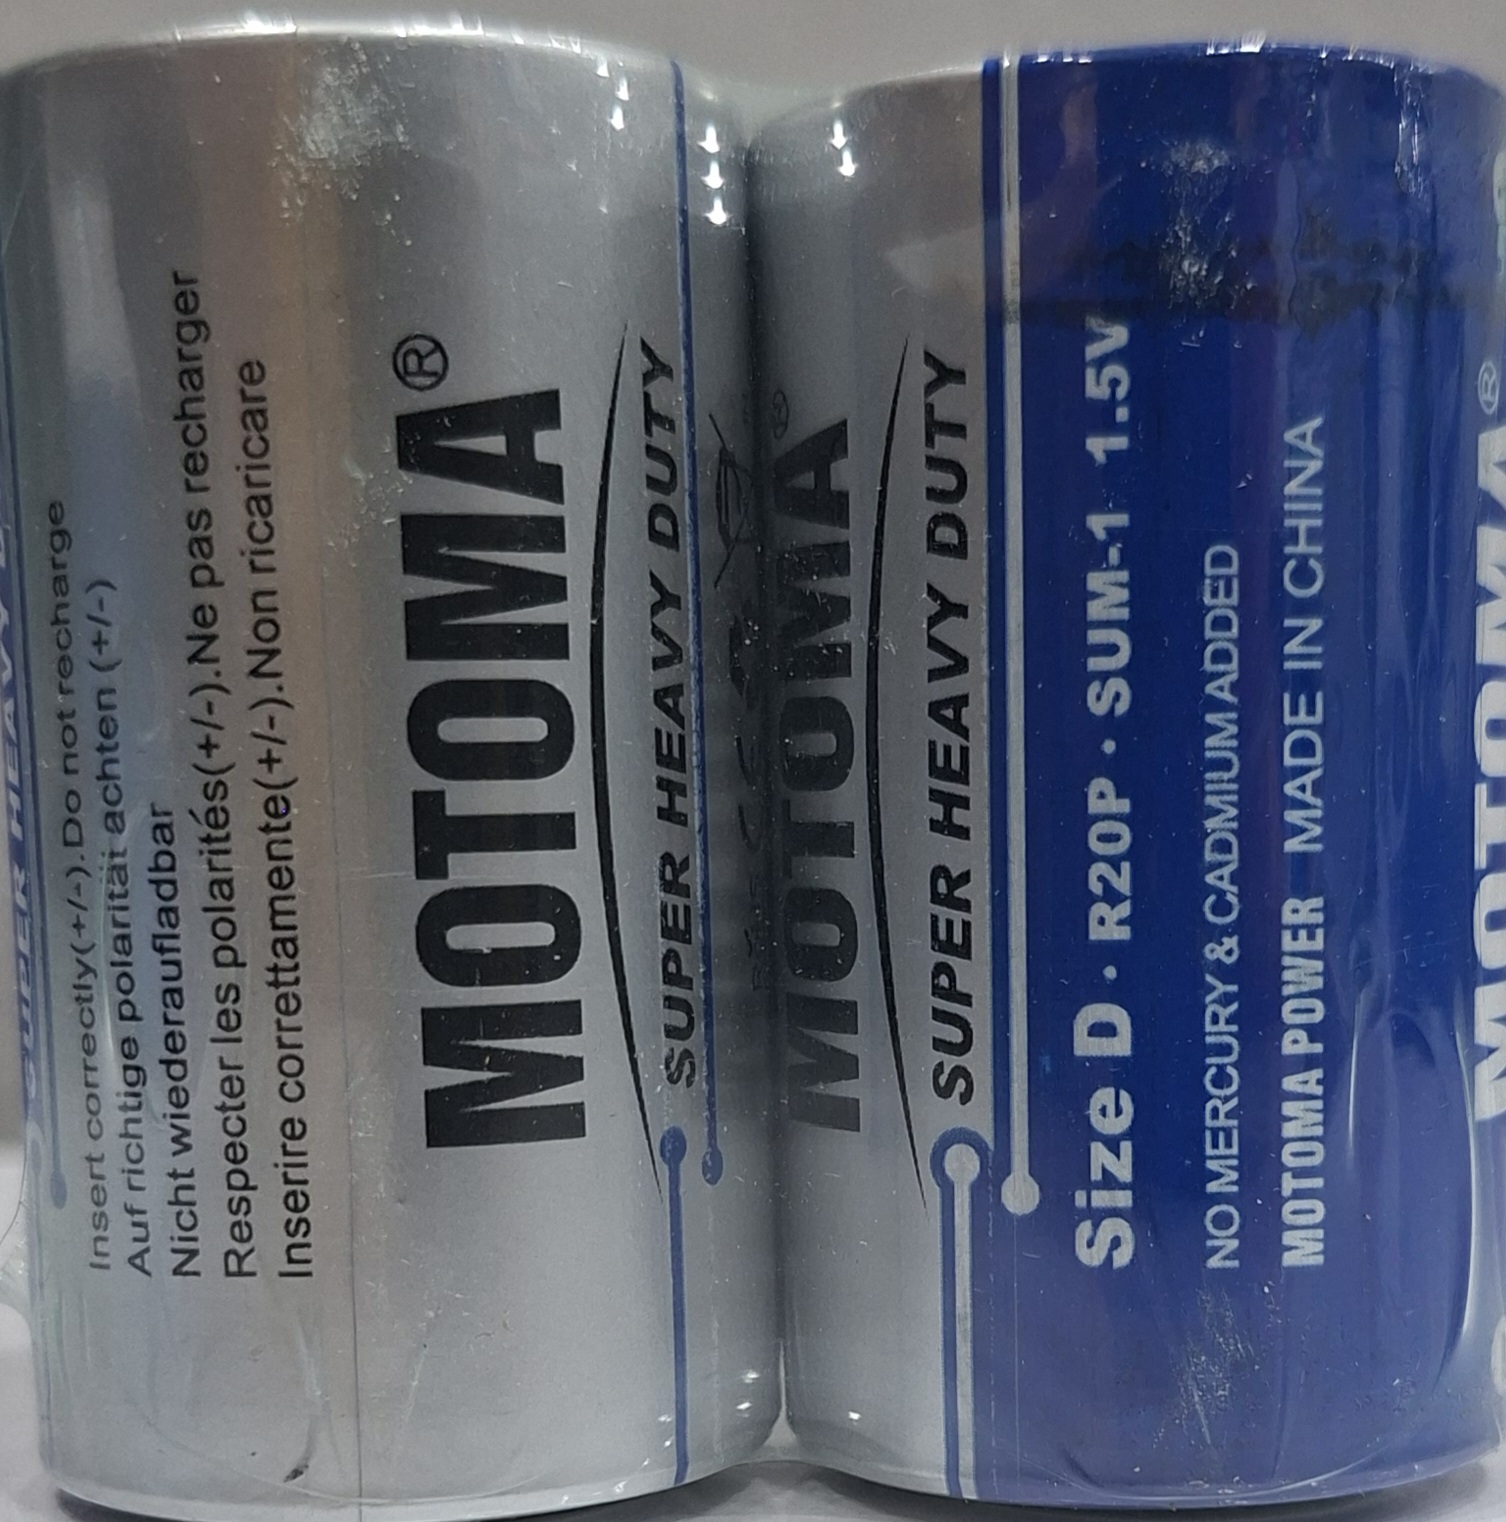 SUPER HEAVY
Insert correctly(+/-).Do not recharge
Auf richtige polarität achten (+/-)
Nicht wiederaufladbar
Respecter les polarités(+/-).Ne pas recharger
Inserire correttamente(+/-).Non ricaricare
MOTOMA®
SUPER HEAVY DUTY
MOTOMA®
SUPER HEAVY DUTY
Size D · R20P · SUM-1 1.5V
NO MERCURY & CADMIUM ADDED
MOTOMA POWER MADE IN CHINA
MOTOMA®